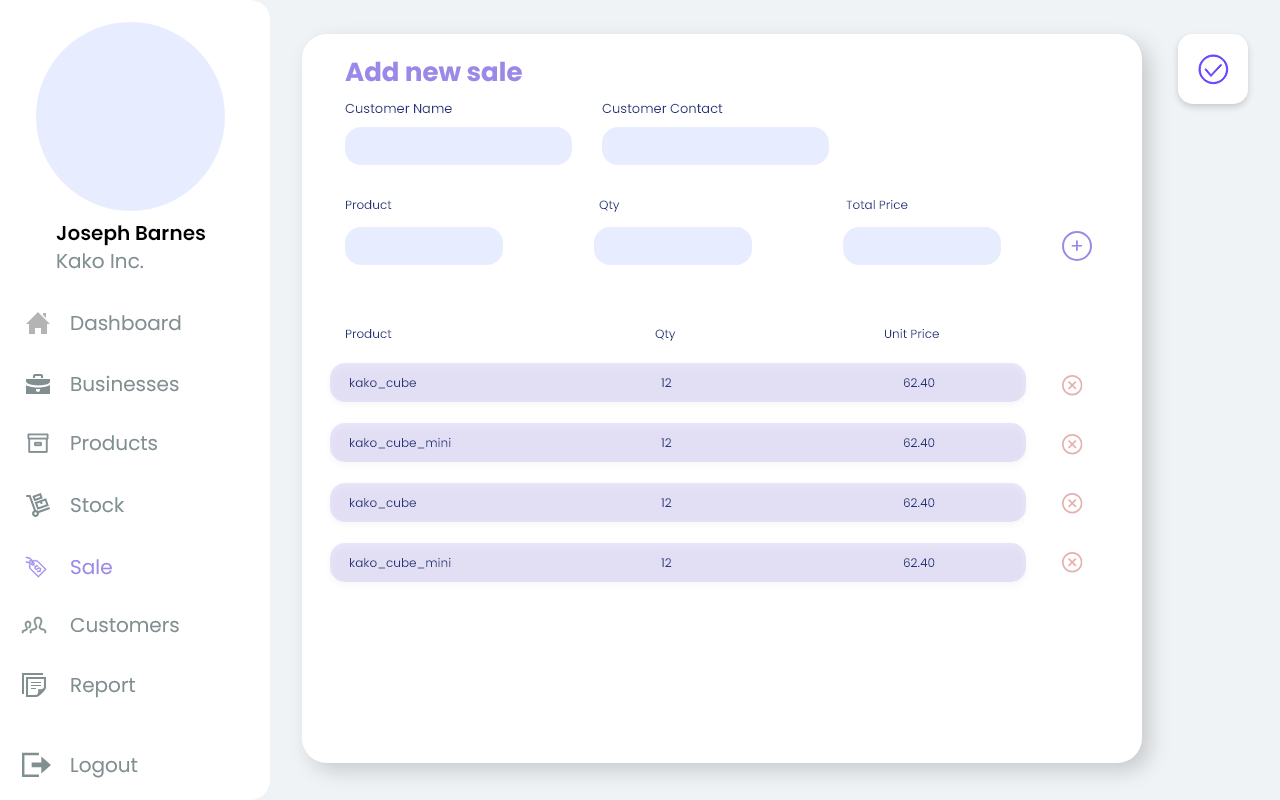 Joseph Barnes
Kako Inc.
Dashboard
Businesses
Products
Stock
Sale
Customers
Report
Logout
Add new sale
Customer Name Customer Contact
Product Qty Total Price
Product Qty Unit Price
kako_cube 12 62.40
kako_cube_mini 12 62.40
kako_cube 12 62.40
kako_cube_mini 12 62.40